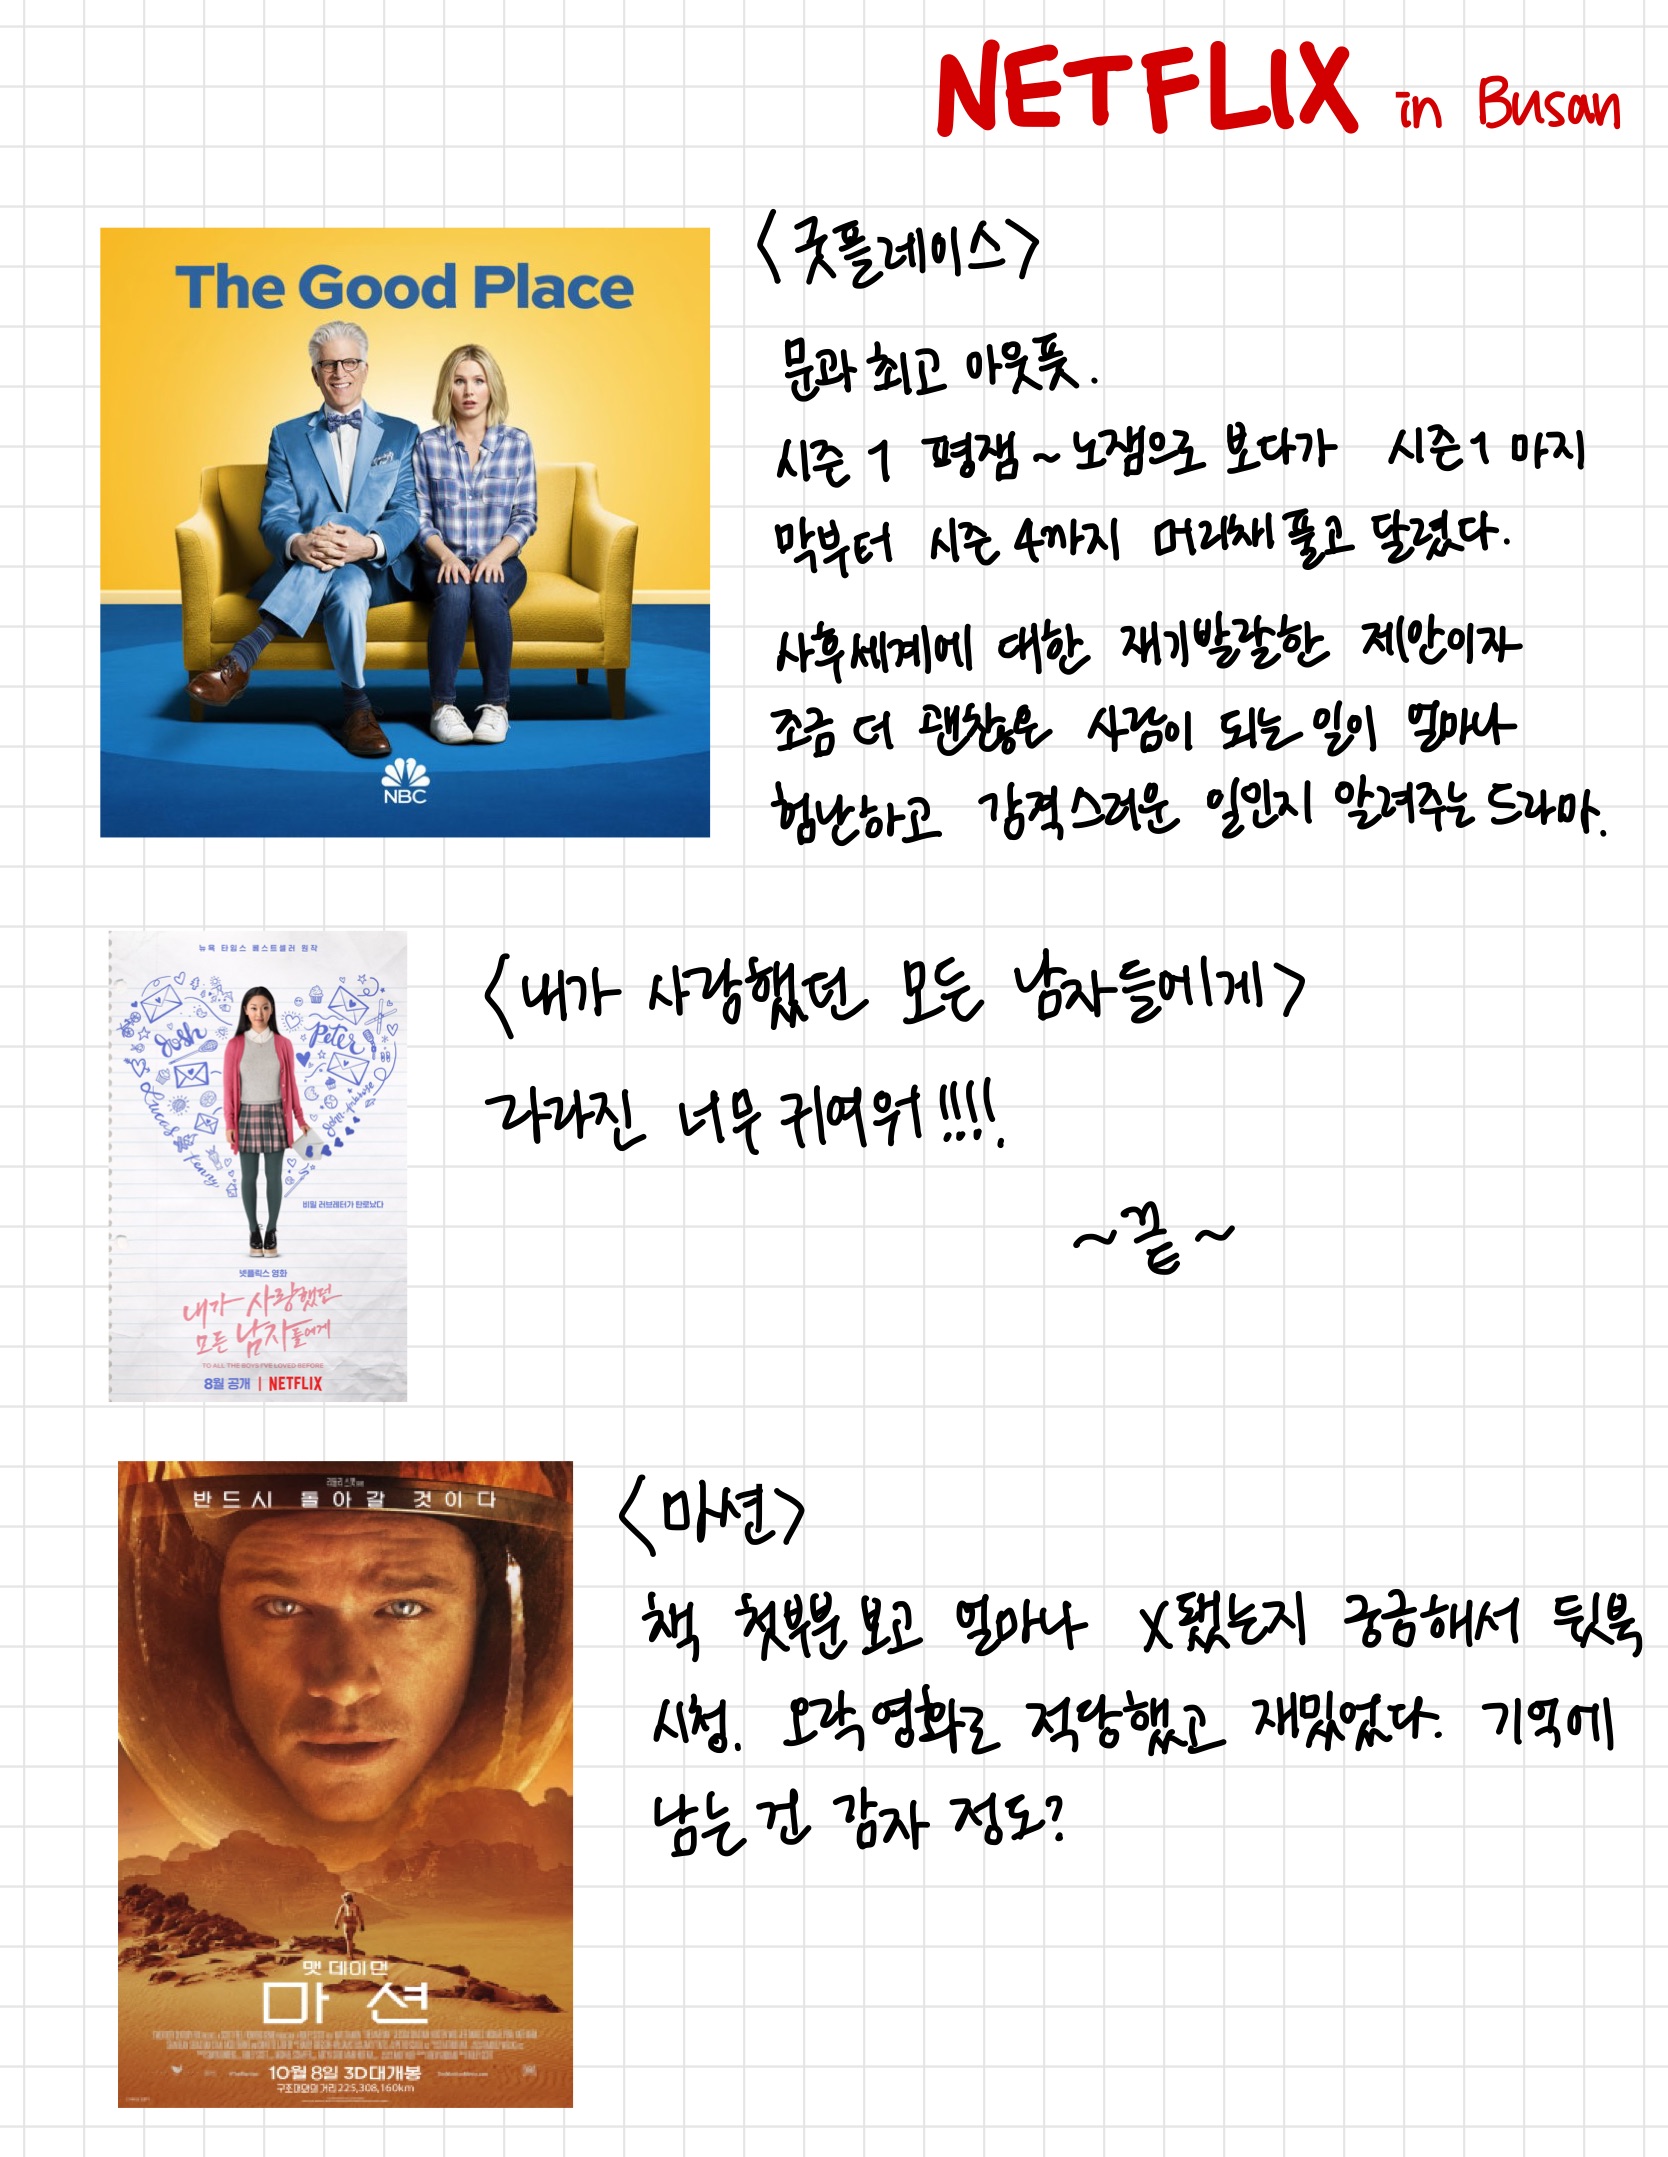 NETFLIX in Busan
The Good Place
NBC
<굿플레이스>
문과 최고 아웃풋.
시즌 1 평잼~노잼으로 보다가 시즌1 마지
막부터 시즌 4까지 머리채 풀고 달렸다.
사후세계에 대한 재기발랄한 제안이자
조금 더 괜찮은 사람이 되는 일이 얼마나
험난하고 감격스러운 일인지 알려주는 드라마.
뉴욕 타임스 베스트셀러 원작
Josh
Peter
Lucas
Kenny
John Ambrose
비밀 러브레터가 탄로났다
넷플릭스 영화
내가 사랑했던
모든 남자들에게
TO ALL THE BOYS I'VE LOVED BEFORE
8월 공개 | NETFLIX
<내가 사랑했던 모든 남자들에게>
라라진 너무 귀여워!!!!
~끝~
반드시 돌아갈 것이다
맷 데이먼
마션
10월 8일 3D대개봉
구조대와의 거리 225,308,160km
<마션>
책 첫부분 보고 얼마나 X됐는지 궁금해서 뒷북
시청. 오락영화로 적당했고 재밌었다. 기억에
남는 건 감자 정도?